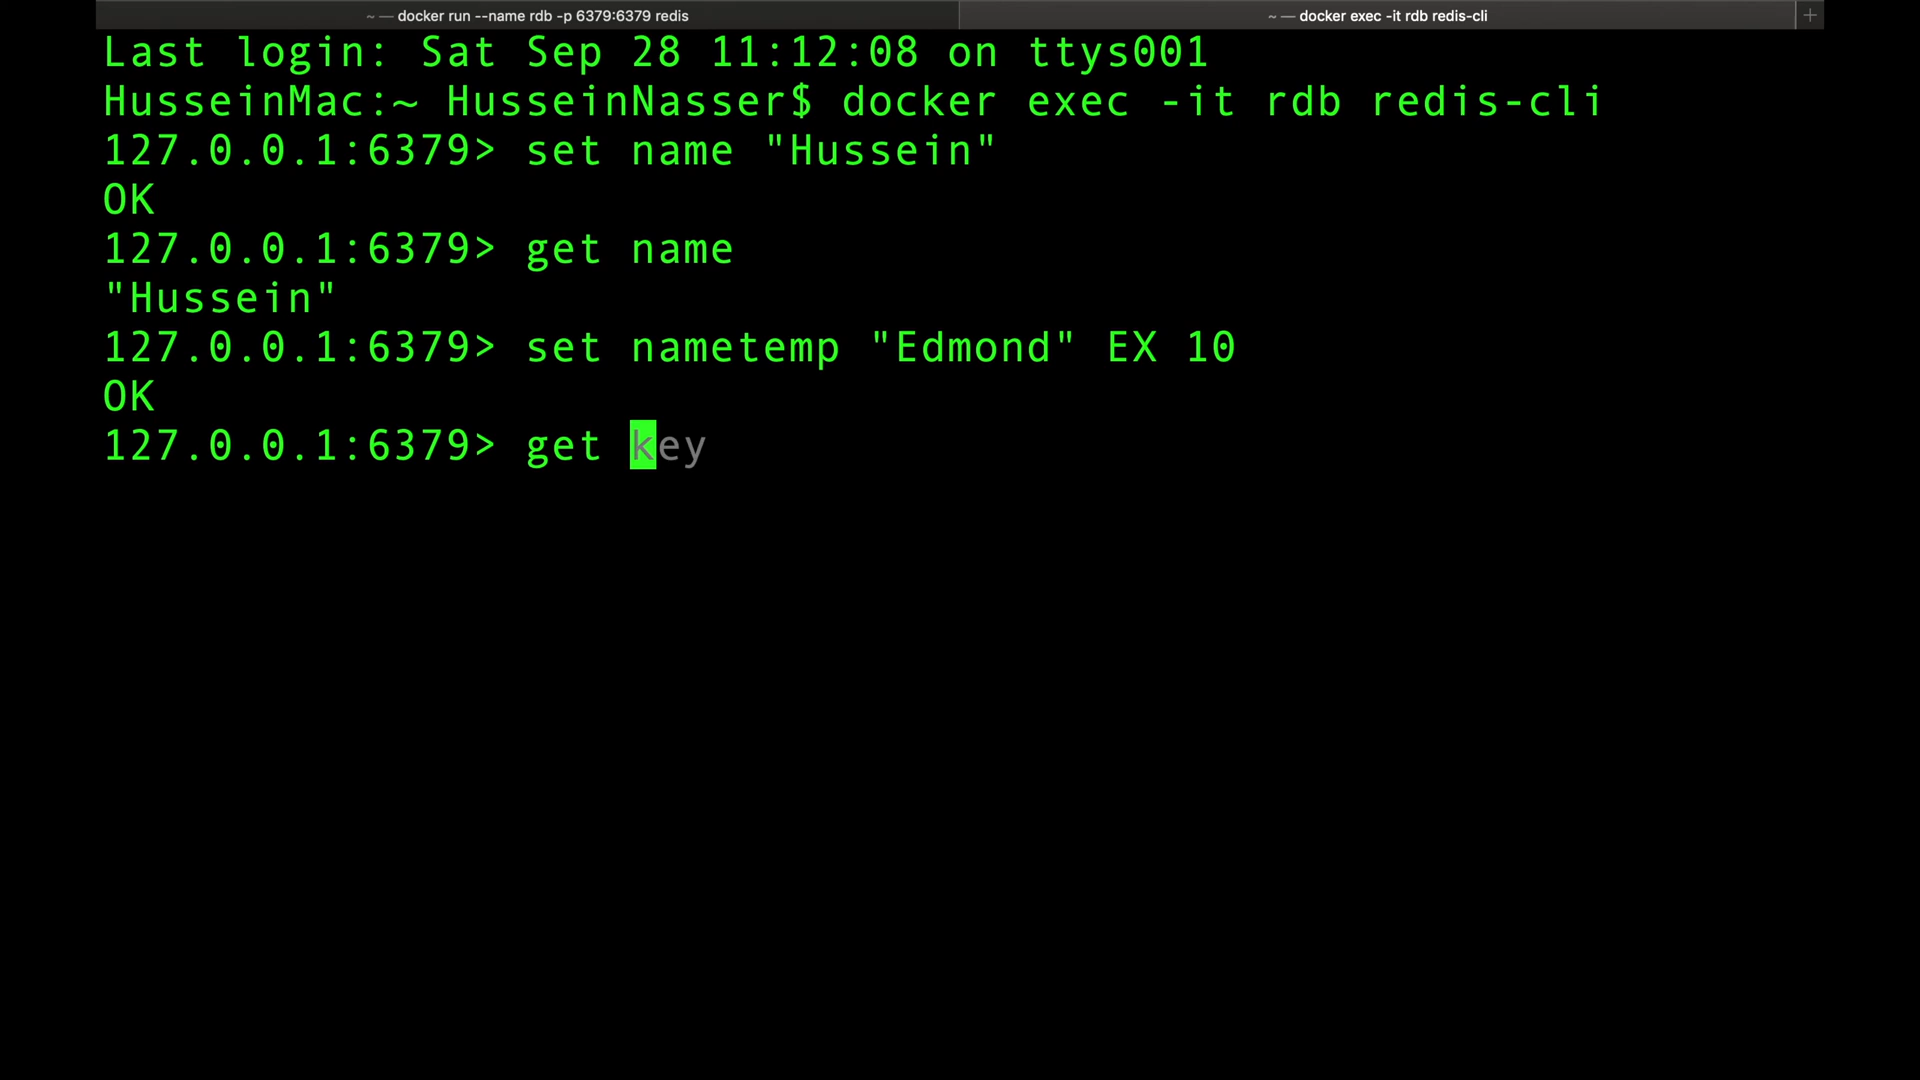 ~ — docker run --name rdb -p 6379:6379 redis
~ — docker exec -it rdb redis-cli
+
Last login: Sat Sep 28 11:12:08 on ttys001
HusseinMac:~ HusseinNasser$ docker exec -it rdb redis-cli
127.0.0.1:6379> set name "Hussein"
OK
127.0.0.1:6379> get name
"Hussein"
127.0.0.1:6379> set nametemp "Edmond" EX 10
OK
127.0.0.1:6379> get key